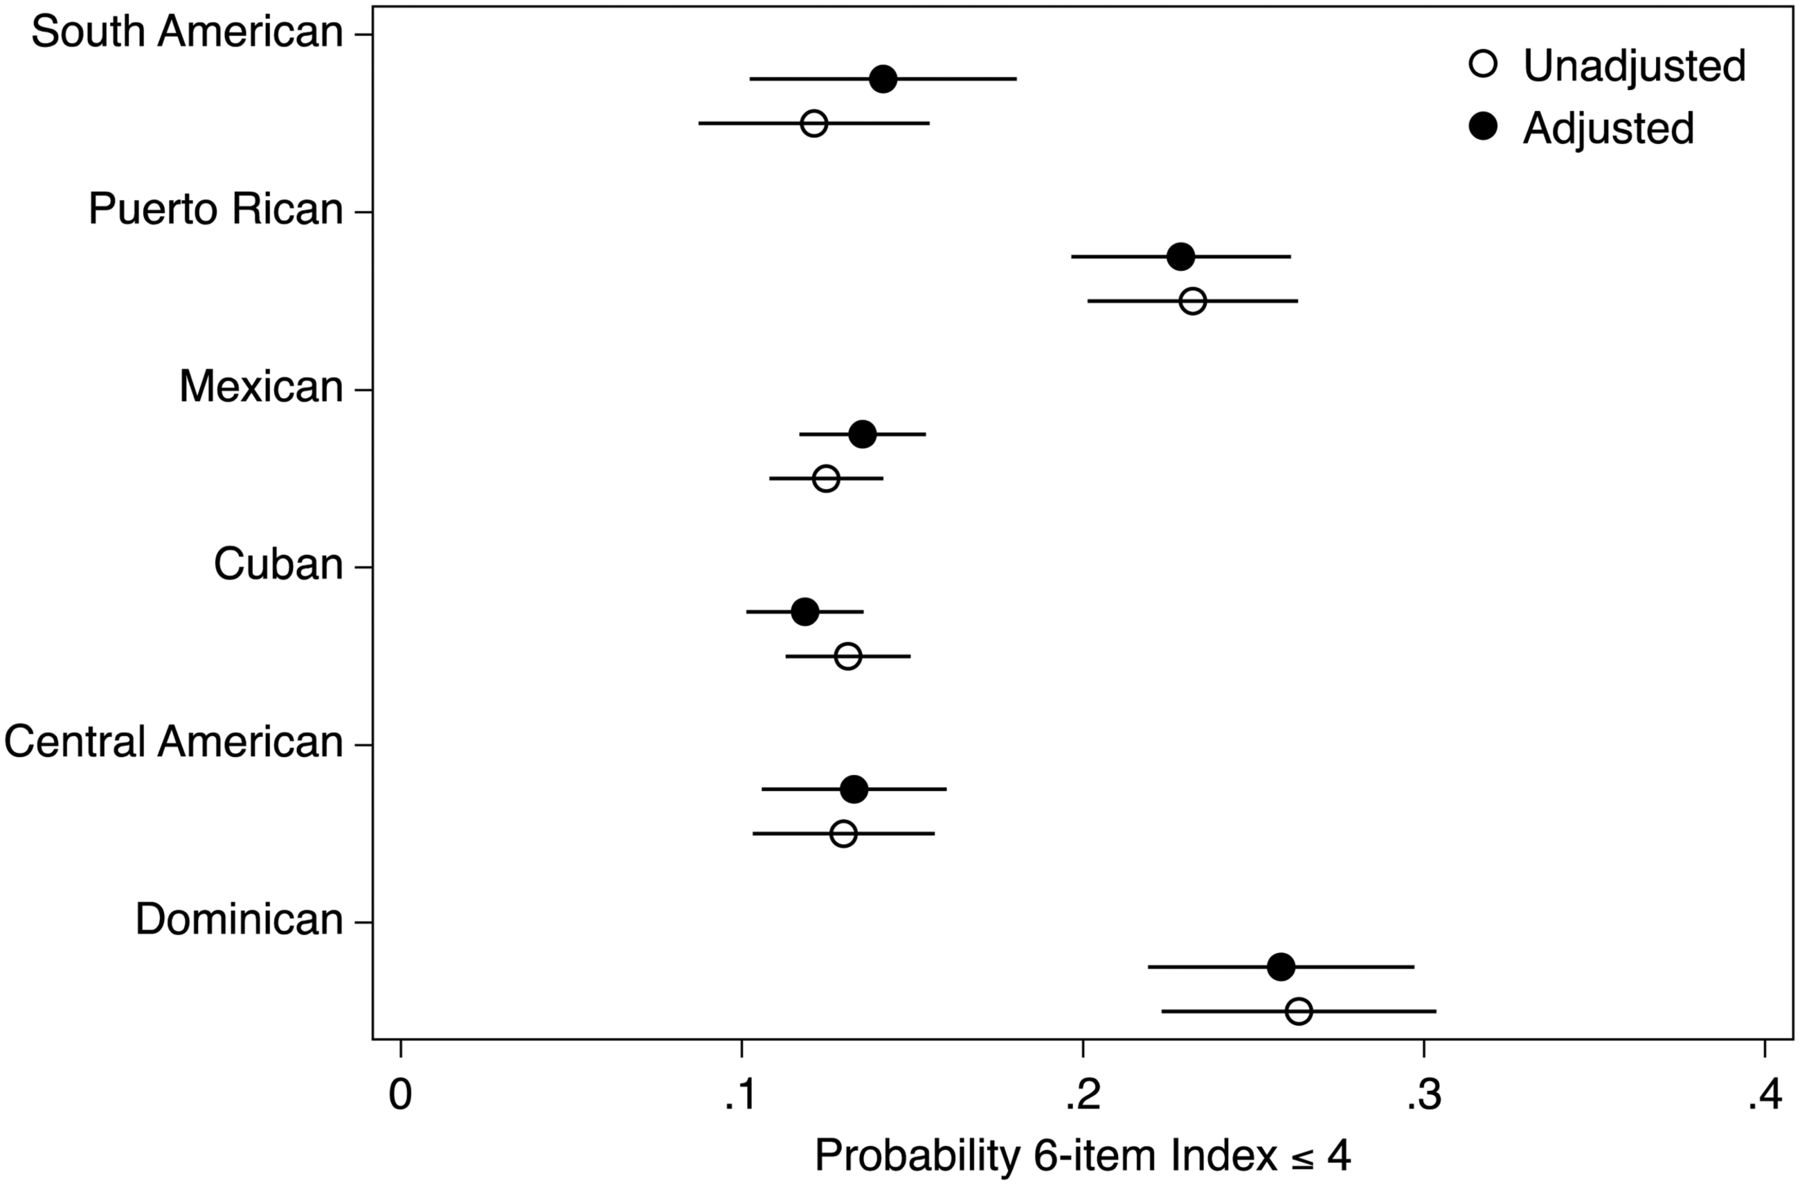 South American
Unadjusted
Adjusted
Puerto Rican
Mexican
Cuban
Central American
Dominican
0 .1 .2 .3 .4
Probability 6-item Index ≤ 4